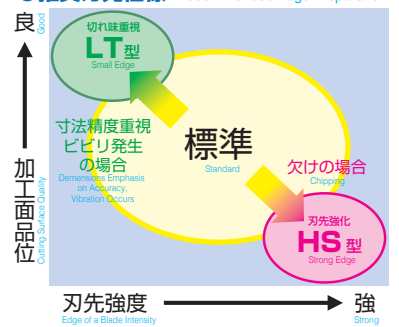 良
Good
切れ味重視
LT型
Small Edge
寸法精度重視
ビビリ発生
の場合
Demensions Emphasis
on Accuracy,
Vibration Occurs
標準
Standard
欠けの場合
Chipping
刃先強化
HS型
Strong Edge
加工面品位
Cutting Surface Quality
刃先強度
Edge of a Blade Intensity
強
Strong